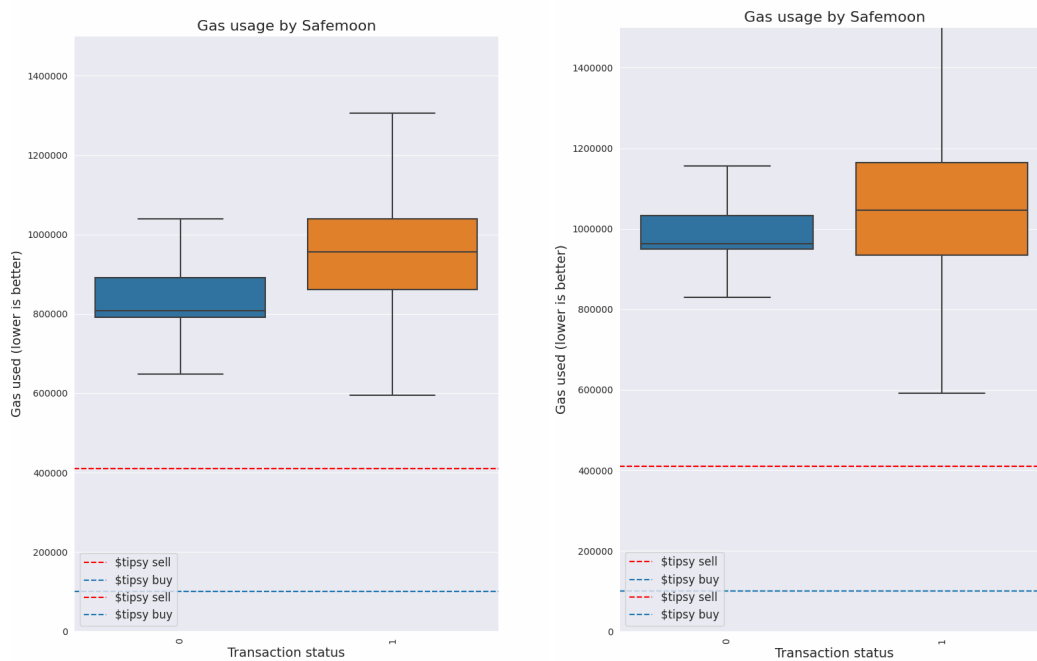 Gas usage by Safemoon
Gas used (lower is better)
1400000
1200000
1000000
800000
600000
400000
200000
0
$tipsy sell
$tipsy buy
$tipsy sell
$tipsy buy
0
1
Transaction status
Gas usage by Safemoon
Gas used (lower is better)
1400000
1200000
1000000
800000
600000
400000
200000
0
$tipsy sell
$tipsy buy
$tipsy sell
$tipsy buy
0
1
Transaction status